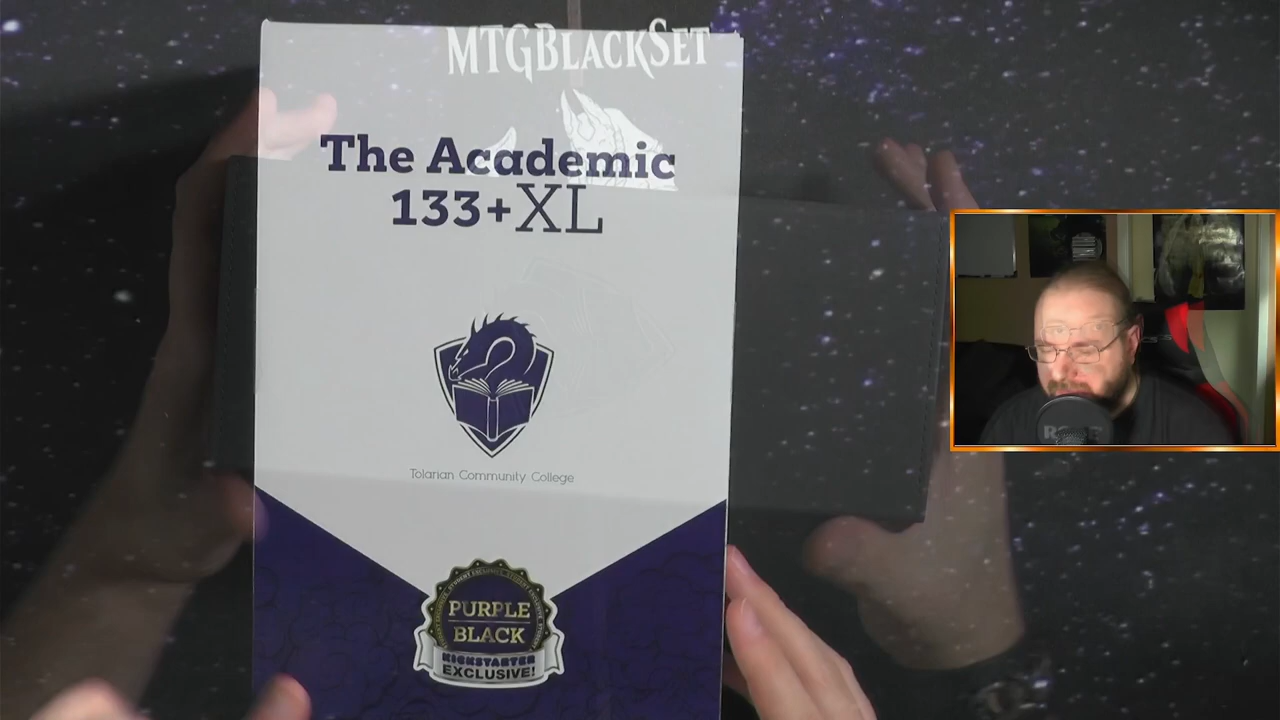 MTGBLACKSET
The Academic
133+XL
Tolarian Community College
PURPLE
BLACK
KICKSTARTER
EXCLUSIVE!